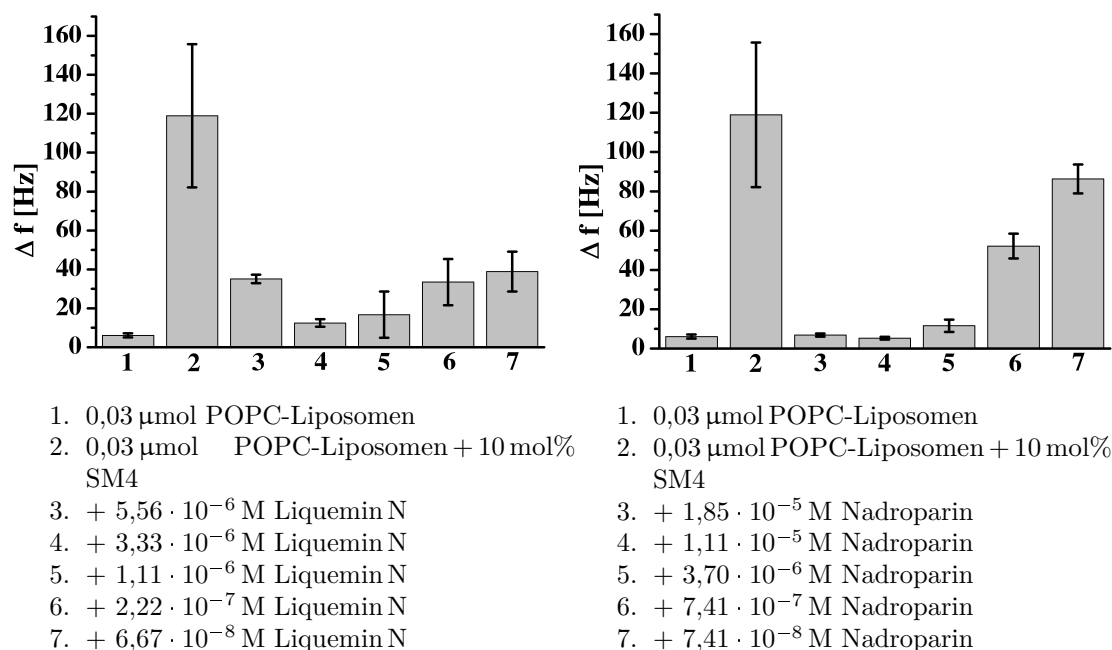 160
140
120
100
80
60
40
20
0
Δ f [Hz]
1 2 3 4 5 6 7
1. 0,03 µmol POPC-Liposomen
2. 0,03 µmol POPC-Liposomen + 10 mol%
SM4
3. + 5,56 · 10⁻⁶ M Liquemin N
4. + 3,33 · 10⁻⁶ M Liquemin N
5. + 1,11 · 10⁻⁶ M Liquemin N
6. + 2,22 · 10⁻⁷ M Liquemin N
7. + 6,67 · 10⁻⁸ M Liquemin N
160
140
120
100
80
60
40
20
0
Δ f [Hz]
1 2 3 4 5 6 7
1. 0,03 µmol POPC-Liposomen
2. 0,03 µmol POPC-Liposomen + 10 mol%
SM4
3. + 1,85 · 10⁻⁵ M Nadroparin
4. + 1,11 · 10⁻⁵ M Nadroparin
5. + 3,70 · 10⁻⁶ M Nadroparin
6. + 7,41 · 10⁻⁷ M Nadroparin
7. + 7,41 · 10⁻⁸ M Nadroparin